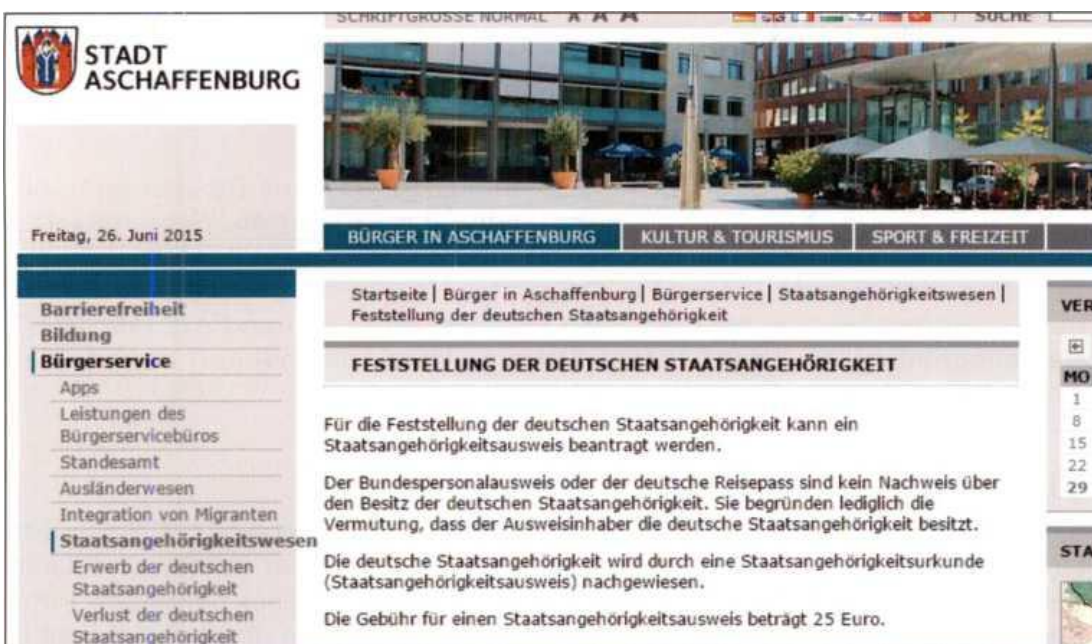 SCHRIFTGRÖSSE NORMAL A A A
SUCHE
STADT
ASCHAFFENBURG
Freitag, 26. Juni 2015
BÜRGER IN ASCHAFFENBURG
KULTUR & TOURISMUS
SPORT & FREIZEIT
Barrierefreiheit
Bildung
Bürgerservice
Apps
Leistungen des
Bürgerservicebüros
Standesamt
Ausländerwesen
Integration von Migranten
Staatsangehörigkeitswesen
Erwerb der deutschen
Staatsangehörigkeit
Verlust der deutschen
Staatsangehörigkeit
Startseite | Bürger in Aschaffenburg | Bürgerservice | Staatsangehörigkeitswesen |
Feststellung der deutschen Staatsangehörigkeit
FESTSTELLUNG DER DEUTSCHEN STAATSANGEHÖRIGKEIT
Für die Feststellung der deutschen Staatsangehörigkeit kann ein
Staatsangehörigkeitsausweis beantragt werden.
Der Bundespersonalausweis oder der deutsche Reisepass sind kein Nachweis über
den Besitz der deutschen Staatsangehörigkeit. Sie begründen lediglich die
Vermutung, dass der Ausweisinhaber die deutsche Staatsangehörigkeit besitzt.
Die deutsche Staatsangehörigkeit wird durch eine Staatsangehörigkeitsurkunde
(Staatsangehörigkeitsausweis) nachgewiesen.
Die Gebühr für einen Staatsangehörigkeitsausweis beträgt 25 Euro.
VER
MO
1
8
15
22
29
STA